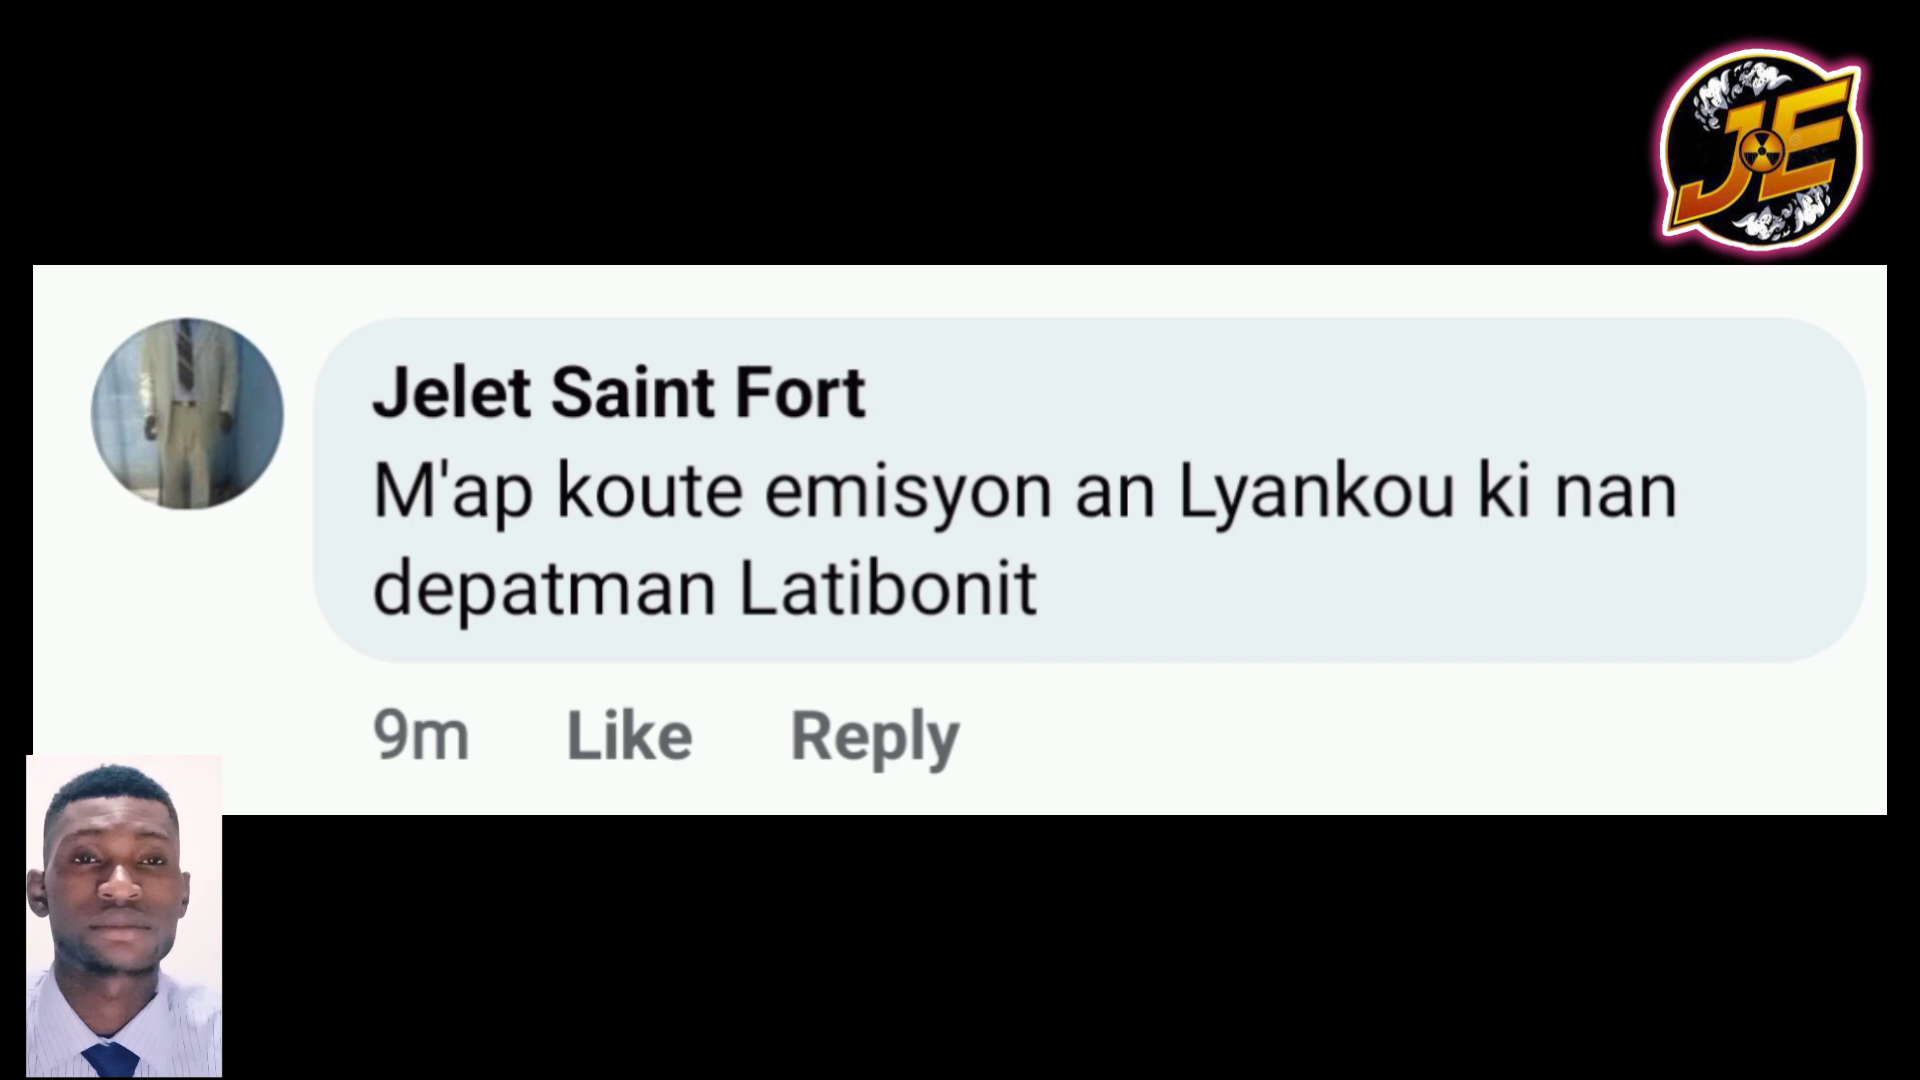 JE
Jelet Saint Fort
M'ap koute emisyon an Lyankou ki nan
depatman Latibonit
9m Like Reply